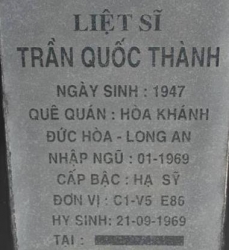 LIỆT SĨ
TRẦN QUỐC THÀNH
NGÀY SINH : 1947
QUÊ QUÁN : HÒA KHÁNH
ĐỨC HÒA - LONG AN
NHẬP NGŨ : 01-1969
CẤP BẬC : HẠ SỸ
ĐƠN VỊ : C1-V5 E86
HY SINH: 21-09-1969
TẠI :